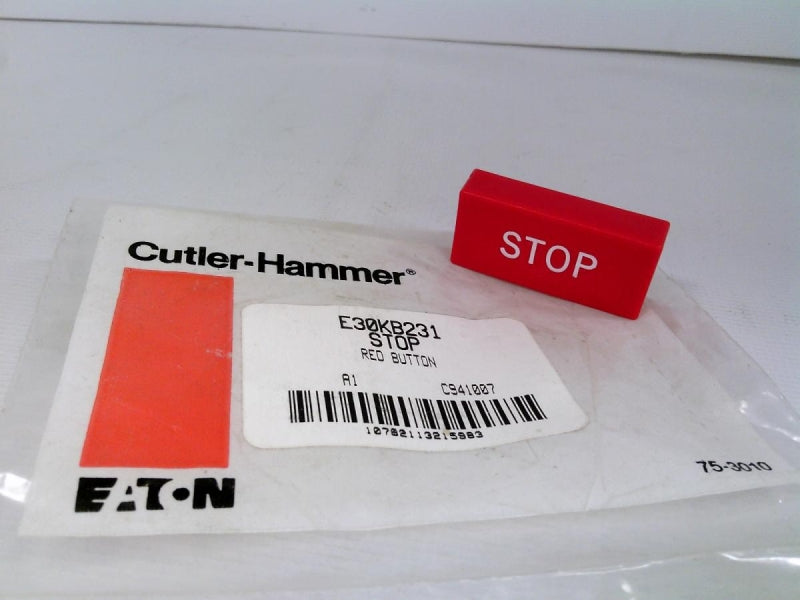 STOP
Cutler-Hammer®
E30KB231
STOP
RED BUTTON
A1 C941007
10782113215983
75-3010
EATON